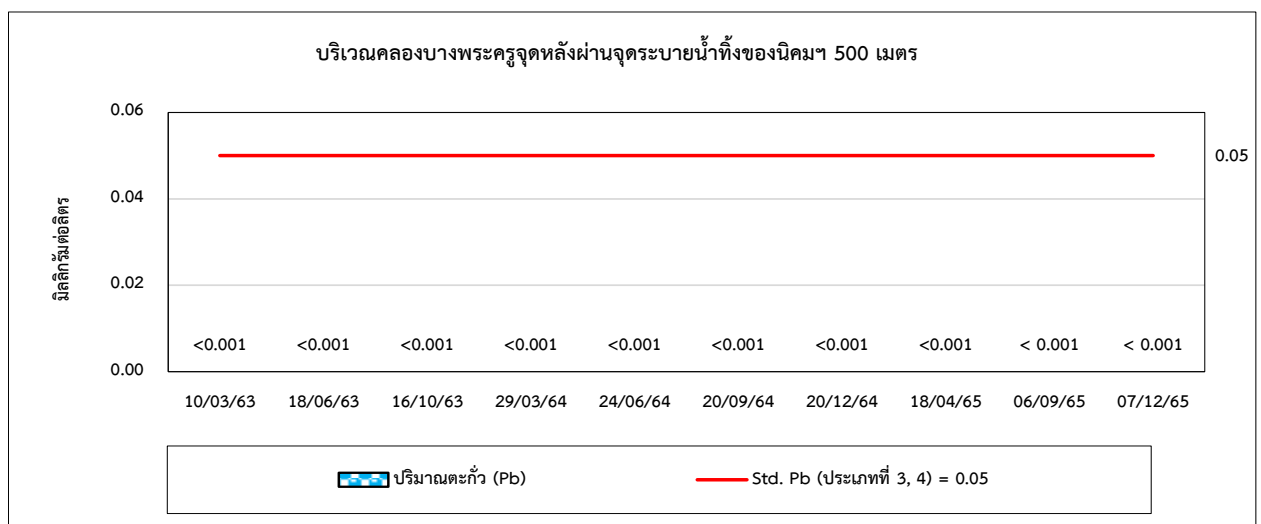 บริเวณคลองบางพระครูจุดหลังผ่านจุดระบายน้ำทิ้งของนิคมฯ 500 เมตร
มิลลิกรัมต่อลิตร
0.06
0.04
0.02
0.00
0.05
<0.001 <0.001 <0.001 <0.001 <0.001 <0.001 <0.001 <0.001 < 0.001 < 0.001
10/03/63 18/06/63 16/10/63 29/03/64 24/06/64 20/09/64 20/12/64 18/04/65 06/09/65 07/12/65
ปริมาณตะกั่ว (Pb) Std. Pb (ประเภทที่ 3, 4) = 0.05